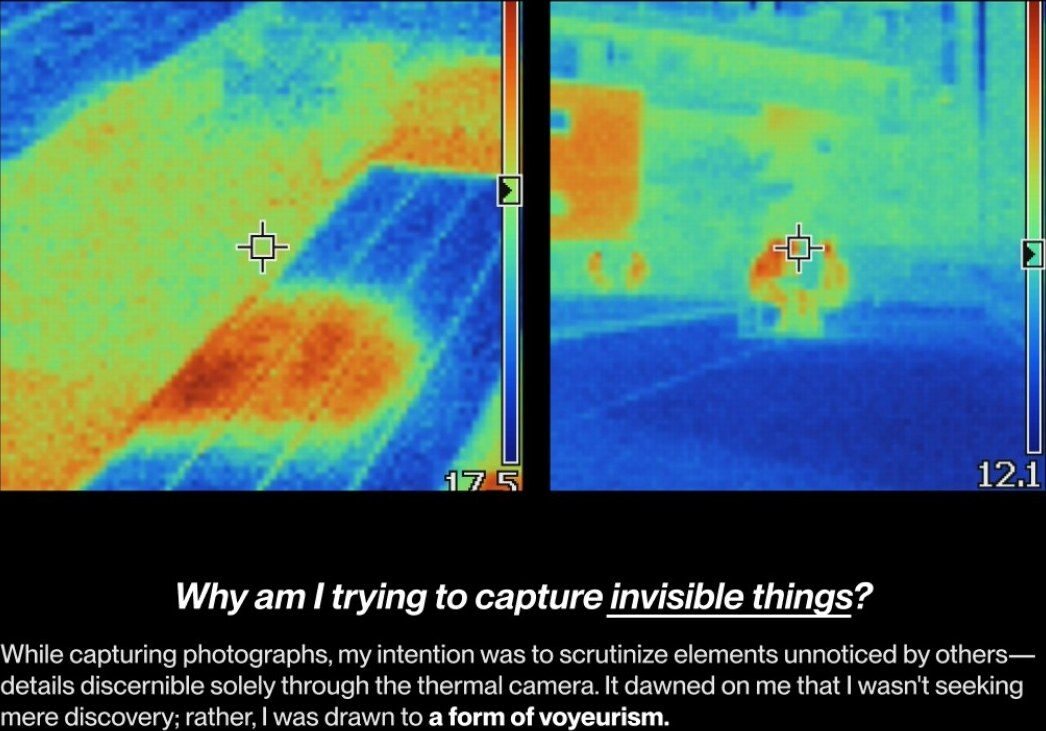 17.5
12.1
Why am I trying to capture invisible things?
While capturing photographs, my intention was to scrutinize elements unnoticed by others—
details discernible solely through the thermal camera. It dawned on me that I wasn't seeking
mere discovery; rather, I was drawn to a form of voyeurism.